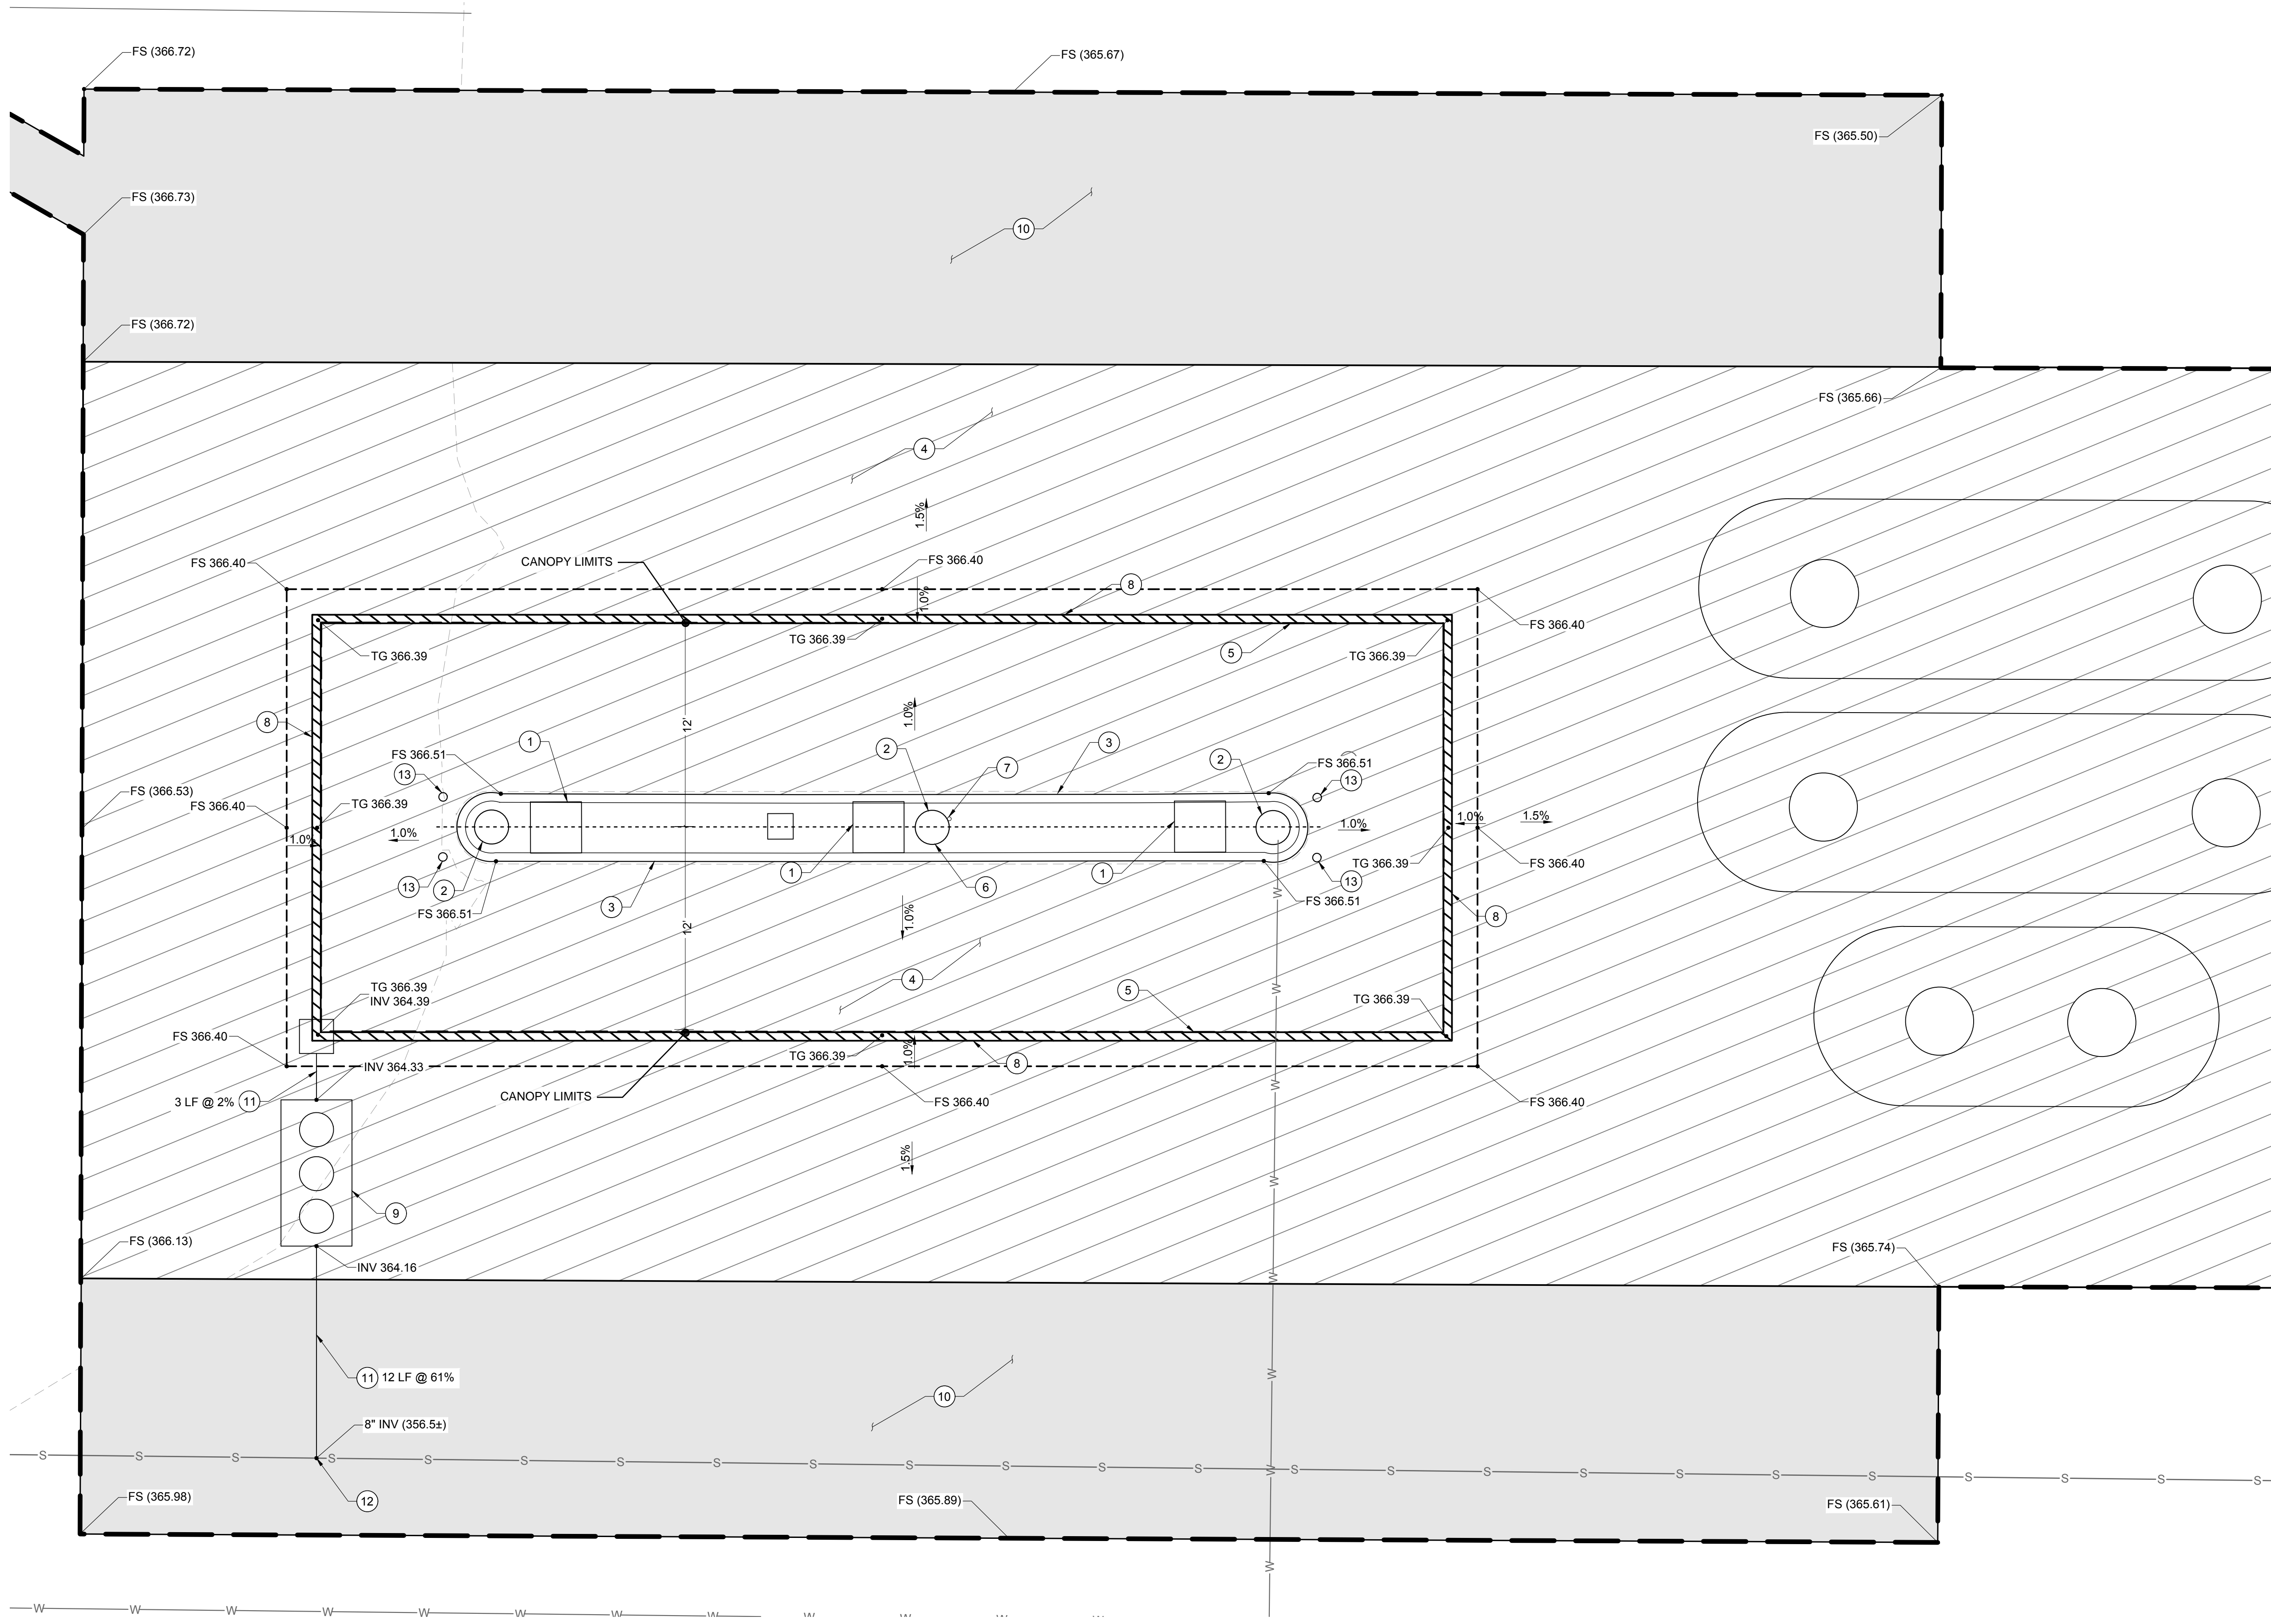 FS (366.72)
FS (365.67)
FS (365.50)
FS (366.73)
10
FS (366.72)
FS (365.66)
4
1.5%
FS 366.40
CANOPY LIMITS
FS 366.40
8
1.0%
FS 366.40
TG 366.39
5
TG 366.39
TG 366.39
8
12'
1.0%
1
2
3
2
7
FS 366.51
FS 366.51
13
13
FS (366.53)
FS 366.40
TG 366.39
1.0%
1.0%
1.0%
1.0%
1.5%
TG 366.39
FS 366.40
13
2
1
6
1
13
W
FS 366.51
3
FS 366.51
8
1.0%
12'
4
5
TG 366.39
INV 364.39
TG 366.39
W
FS 366.40
TG 366.39
1.0%
8
INV 364.33
W
3 LF @ 2%
11
CANOPY LIMITS
FS 366.40
FS 366.40
1.5%
W
9
FS (366.13)
FS (365.74)
INV 364.16
W
11 12 LF @ 61%
W
10
8" INV (356.5±)
S S S S S S S S S S S S S S S S S S S S S S S S
W
12
FS (365.98)
FS (365.89)
FS (365.61)
W
W W W W W W W W W W W W